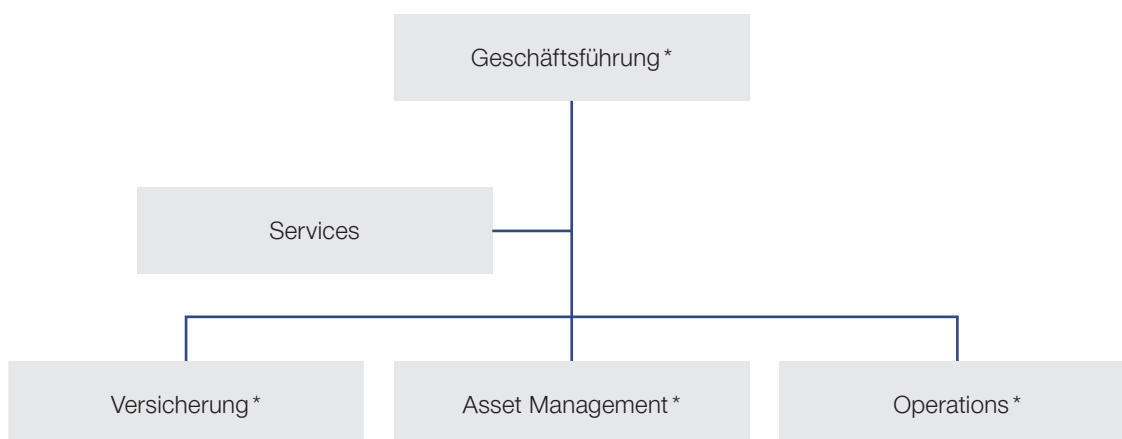 Geschäftsführung*
Services
Versicherung*
Asset Management*
Operations*